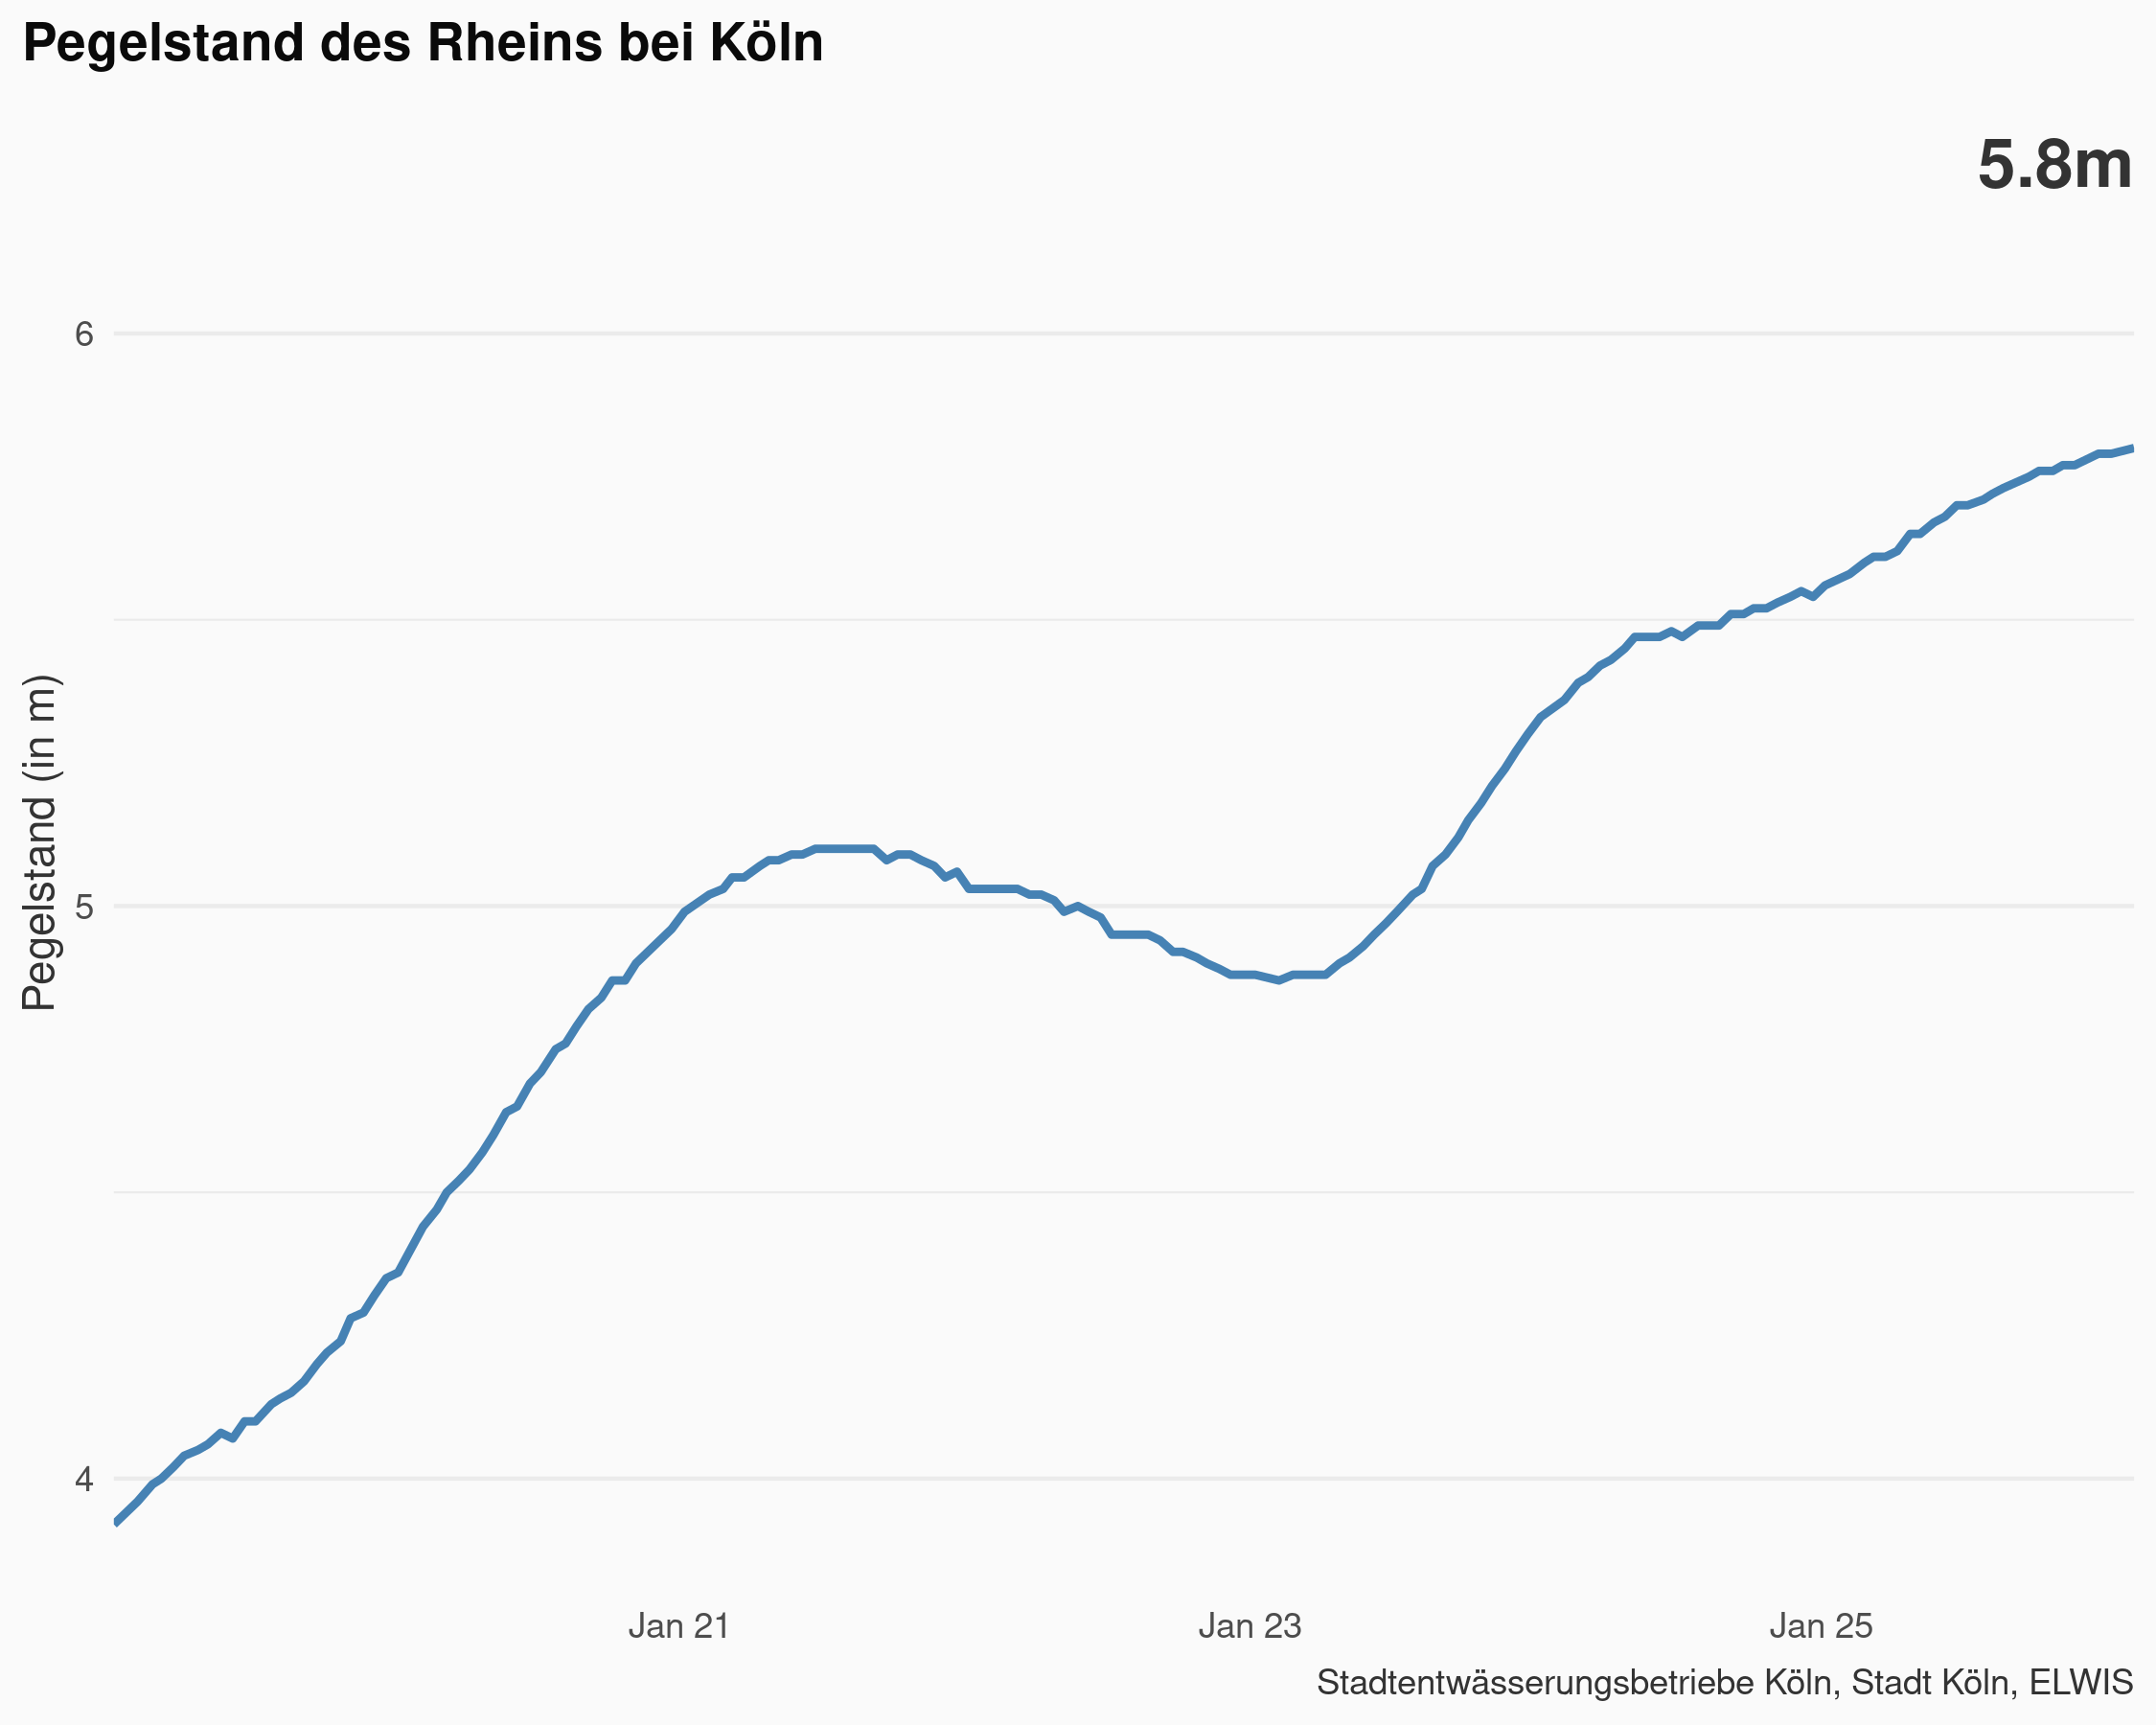 Pegelstand des Rheins bei Köln
5.8m
6
5
4
Pegelstand (in m)
Jan 21
Jan 23
Jan 25
Stadtentwässerungsbetriebe Köln, Stadt Köln, ELWIS